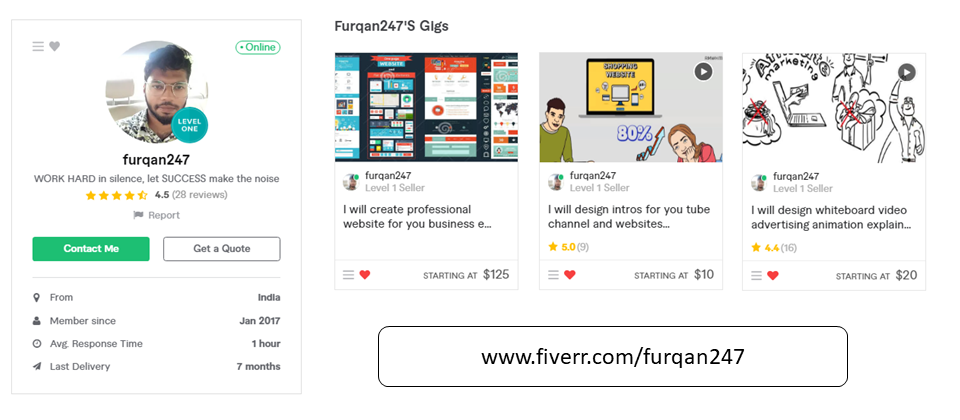 Furqan247'S Gigs
• Online
LEVEL
ONE
furqan247
WORK HARD in silence, let SUCCESS make the noise
4.5 (28 reviews)
Report
Contact Me
Get a Quote
From India
Member since Jan 2017
Avg. Response Time 1 hour
Last Delivery 7 months
WEBSITE
furqan247
Level 1 Seller
I will create professional
website for you business e...
STARTING AT $125
SHOPPING
WEBSITE
80%
furqan247
Level 1 Seller
I will design intros for you tube
channel and websites...
5.0 (9)
STARTING AT $10
marketing
furqan247
Level 1 Seller
I will design whiteboard video
advertising animation explain...
4.4 (16)
STARTING AT $20
www.fiverr.com/furqan247